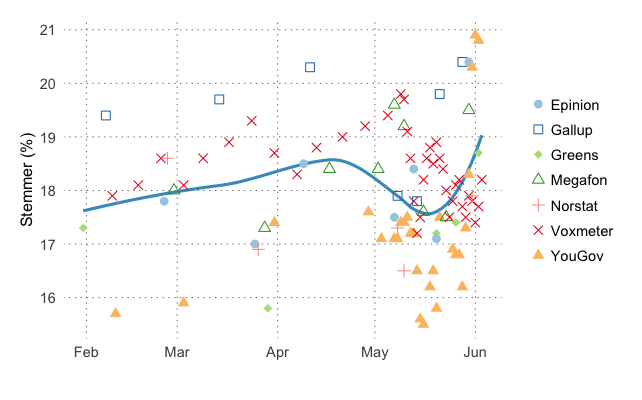 21
20
19
18
17
16
Stemmer (%)
Feb
Mar
Apr
May
Jun
Epinion
Gallup
Greens
Megafon
Norstat
Voxmeter
YouGov